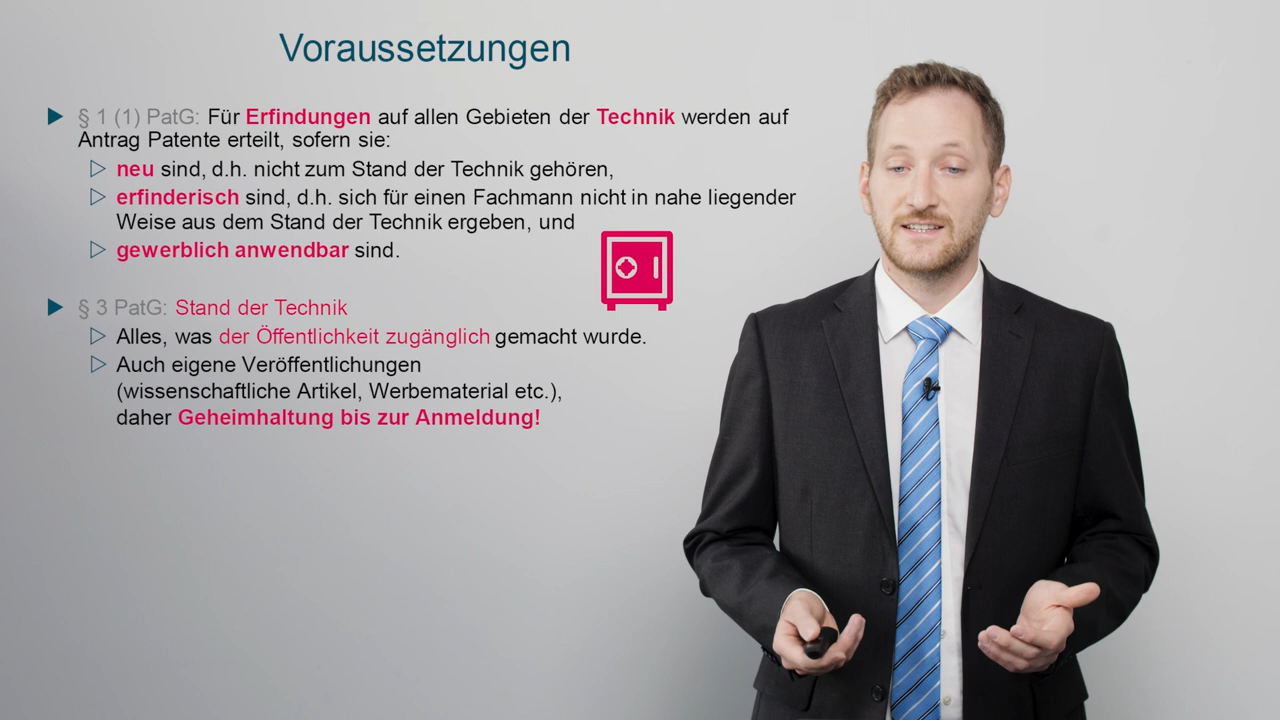 Voraussetzungen
§ 1 (1) PatG: Für Erfindungen auf allen Gebieten der Technik werden auf
Antrag Patente erteilt, sofern sie:
neu sind, d.h. nicht zum Stand der Technik gehören,
erfinderisch sind, d.h. sich für einen Fachmann nicht in nahe liegender
Weise aus dem Stand der Technik ergeben, und
gewerblich anwendbar sind.
§ 3 PatG: Stand der Technik
Alles, was der Öffentlichkeit zugänglich gemacht wurde.
Auch eigene Veröffentlichungen
(wissenschaftliche Artikel, Werbematerial etc.),
daher Geheimhaltung bis zur Anmeldung!